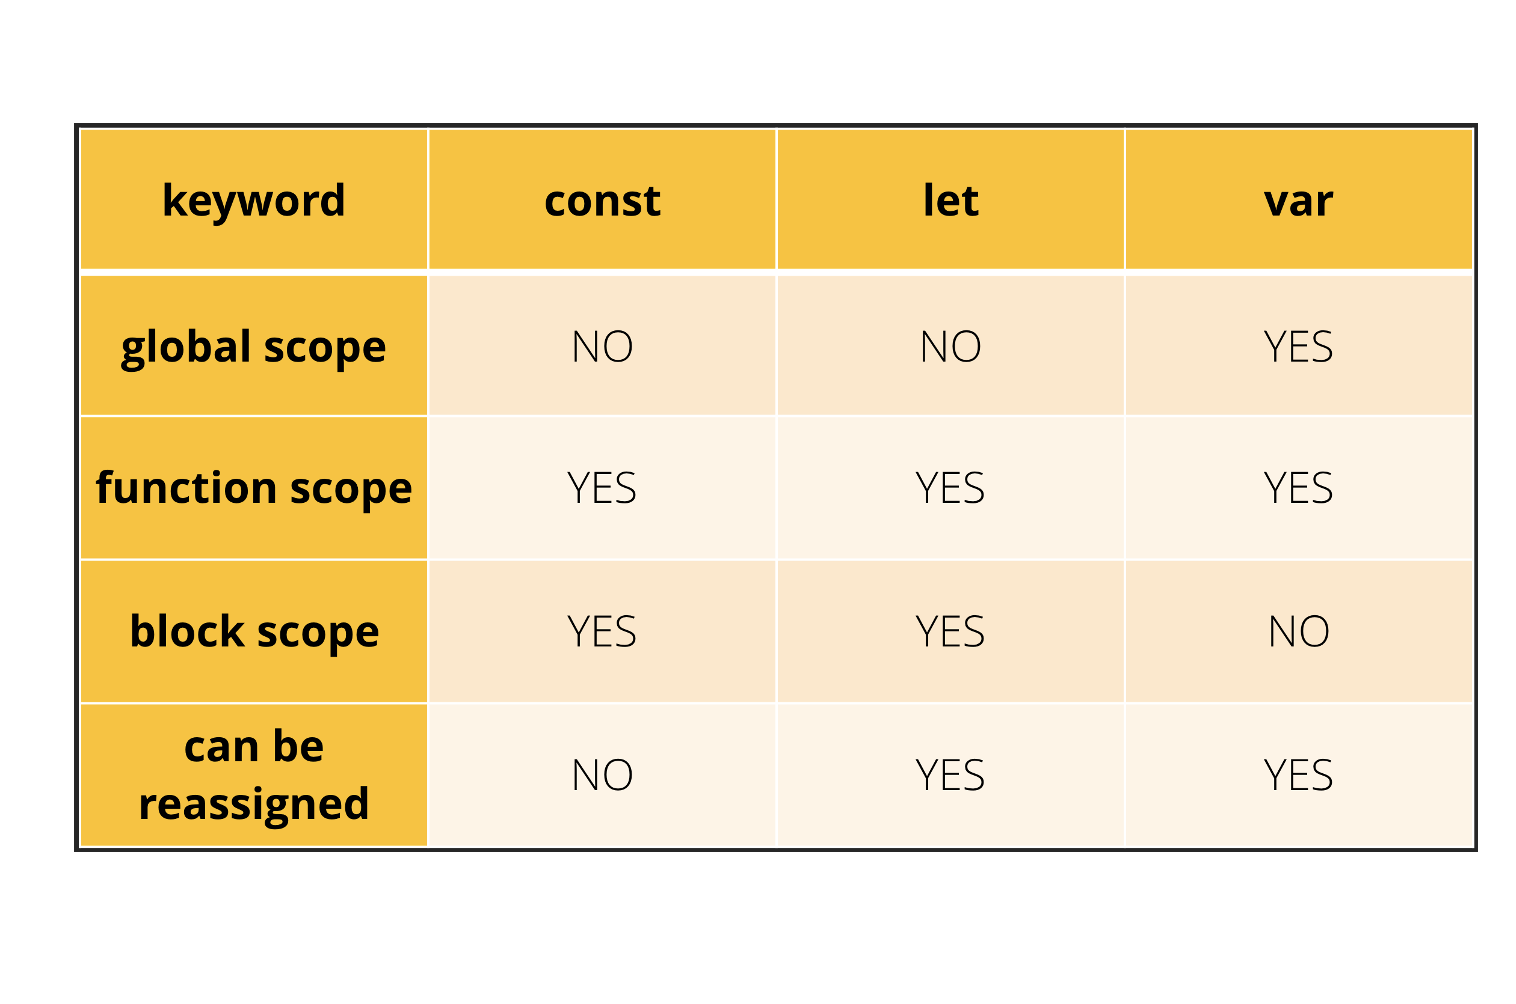 keyword const let var
global scope NO NO YES
function scope YES YES YES
block scope YES YES NO
can be
reassigned NO YES YES